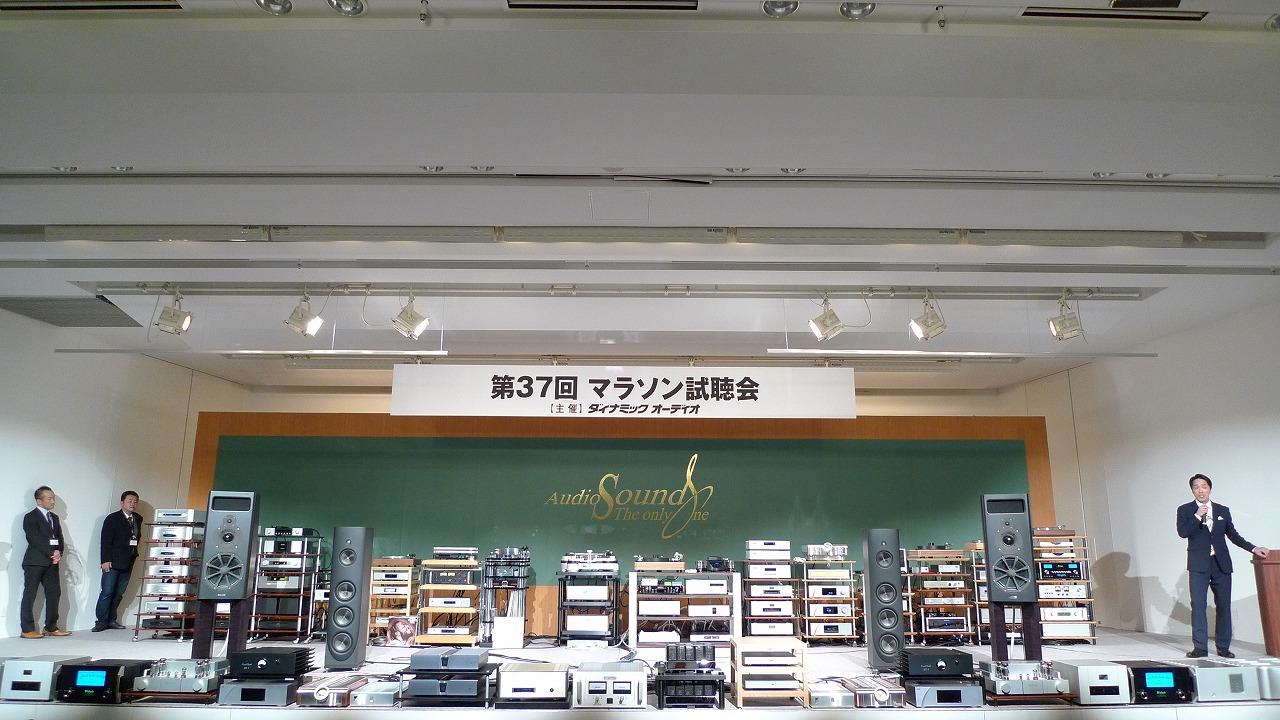 第37回 マラソン試聴会
【主 催】 ダイナミック オーディオ
Audio Sound
The only One